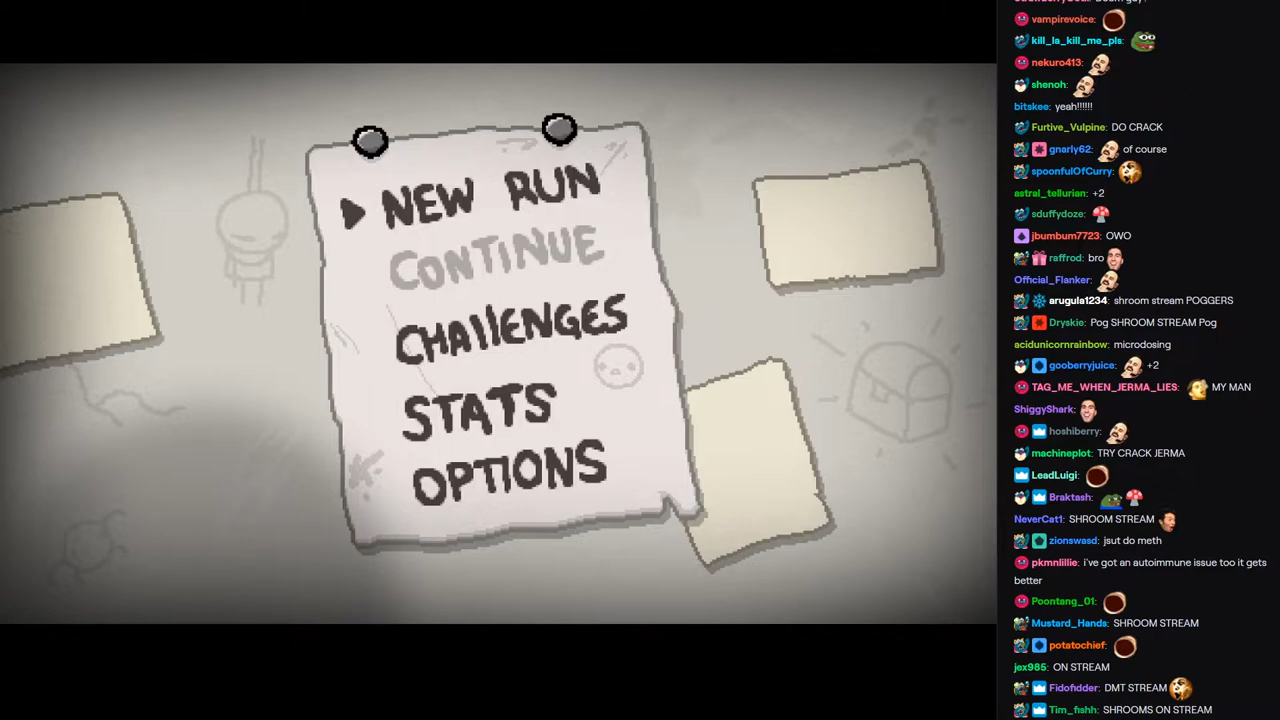 NEW RUN
CONTINUE
CHALLENGES
STATS
OPTIONS
vampirevoice:
kill_la_kill_me_pls:
nekuro413:
shenoh:
bitskee: yeah!!!!!!
Furtive_Vulpine: DO CRACK
gnarly62: of course
spoonfulOfCurry:
astral_tellurian: +2
sduffydoze:
jbumbum7723: OWO
raffrod: bro
Official_Flanker:
arugula1234: shroom stream POGGERS
Dryskie: Pog SHROOM STREAM Pog
acidunicornrainbow: microdosing
gooberryjuice: +2
TAG_ME_WHEN_JERMA_LIES: MY MAN
ShiggyShark:
hoshiberry:
machineplot: TRY CRACK JERMA
LeadLuigi:
Braktash:
NeverCat1: SHROOM STREAM
zionswasd: jsut do meth
pkmnlillie: i've got an autoimmune issue too it gets
better
Poontang_01:
Mustard_Hands: SHROOM STREAM
potatochief:
jex985: ON STREAM
Fidofidder: DMT STREAM
Tim_fishh: SHROOMS ON STREAM